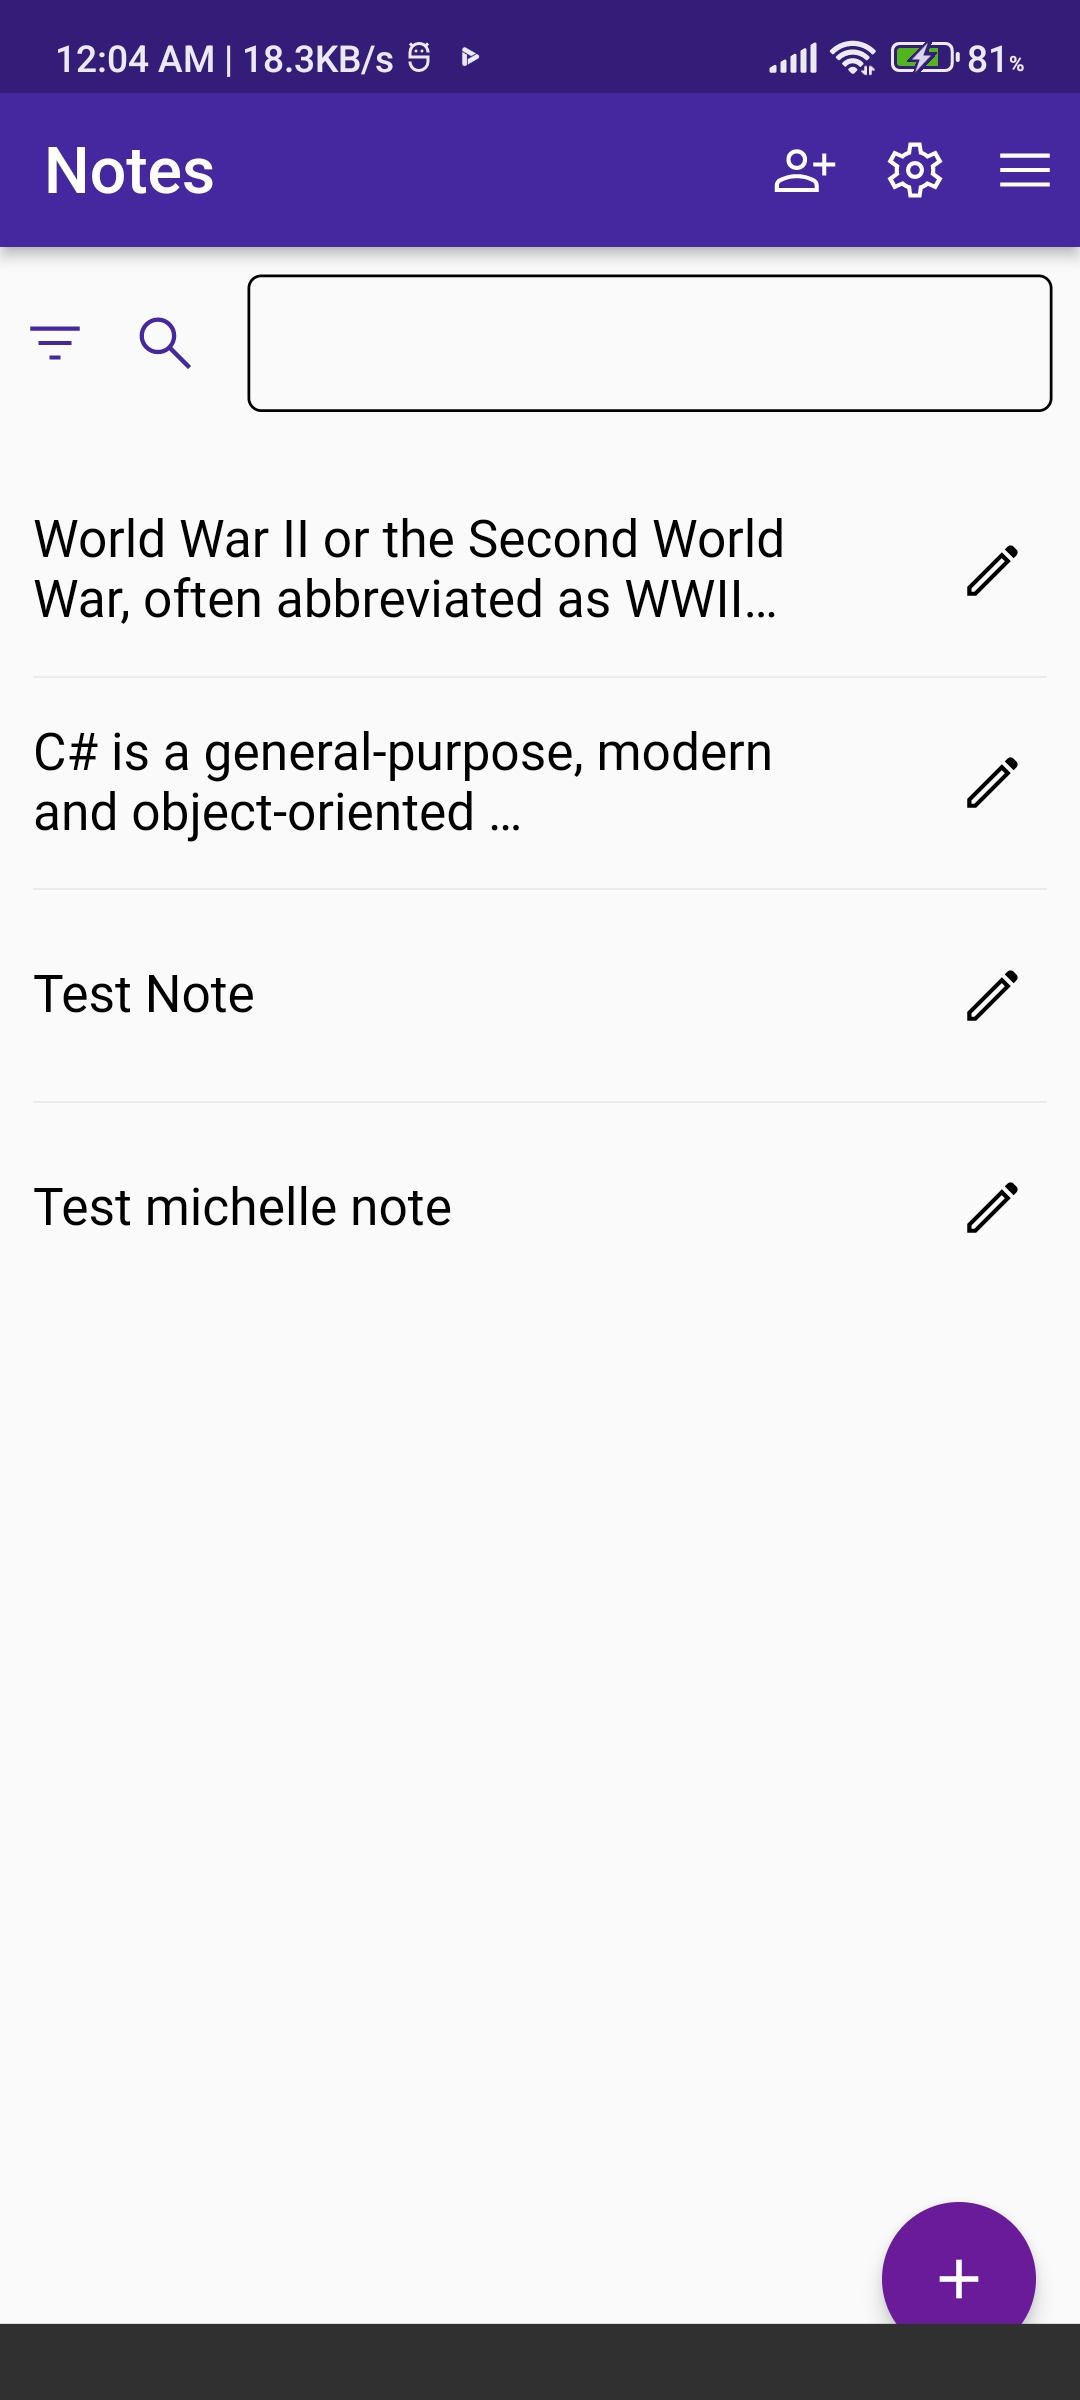 12:04 AM | 18.3KB/s 81%
Notes
World War II or the Second World
War, often abbreviated as WWII...
C# is a general-purpose, modern
and object-oriented ...
Test Note
Test michelle note